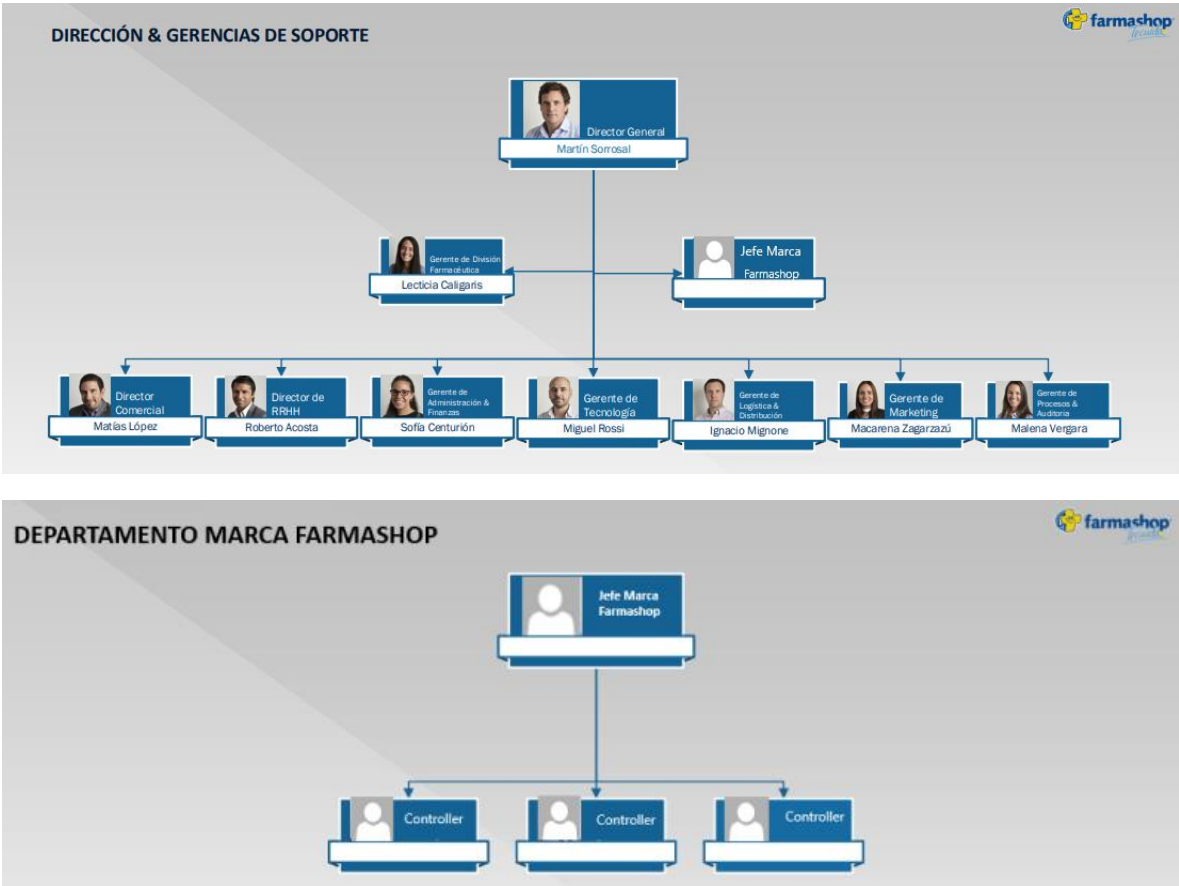 DIRECCIÓN & GERENCIAS DE SOPORTE
farmashop
Director General
Martín Sorrosal
Gerente de División
Farmacéutica
Lecticia Caligaris
Jefe Marca
Farmashop
Director
Comercial
Matías López
Director de
RRHH
Roberto Acosta
Gerente de
Administración &
Finanzas
Sofía Centurión
Gerente de
Tecnología
Miguel Rossi
Gerente de
Logística &
Distribución
Ignacio Mignone
Gerente de
Marketing
Macarena Zagarzazú
Gerente de
Procesos &
Auditoria
Malena Vergara
DEPARTAMENTO MARCA FARMASHOP
farmashop
Jefe Marca
Farmashop
Controller
Controller
Controller